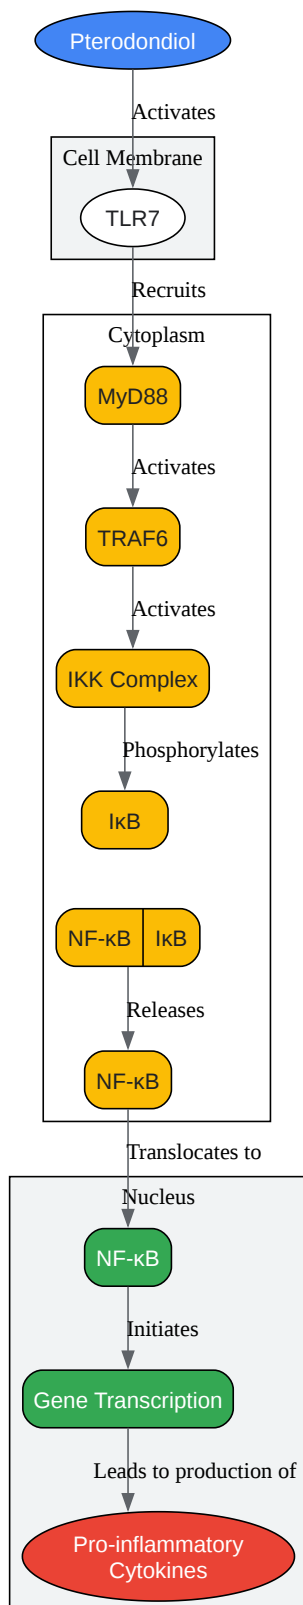 Pterodondiol
Activates
Cell Membrane
TLR7
Recruits
Cytoplasm
MyD88
Activates
TRAF6
Activates
IKK Complex
Phosphorylates
IκB
NF-κB IκB
Releases
NF-κB
Translocates to
Nucleus
NF-κB
Initiates
Gene Transcription
Leads to production of
Pro-inflammatory
Cytokines